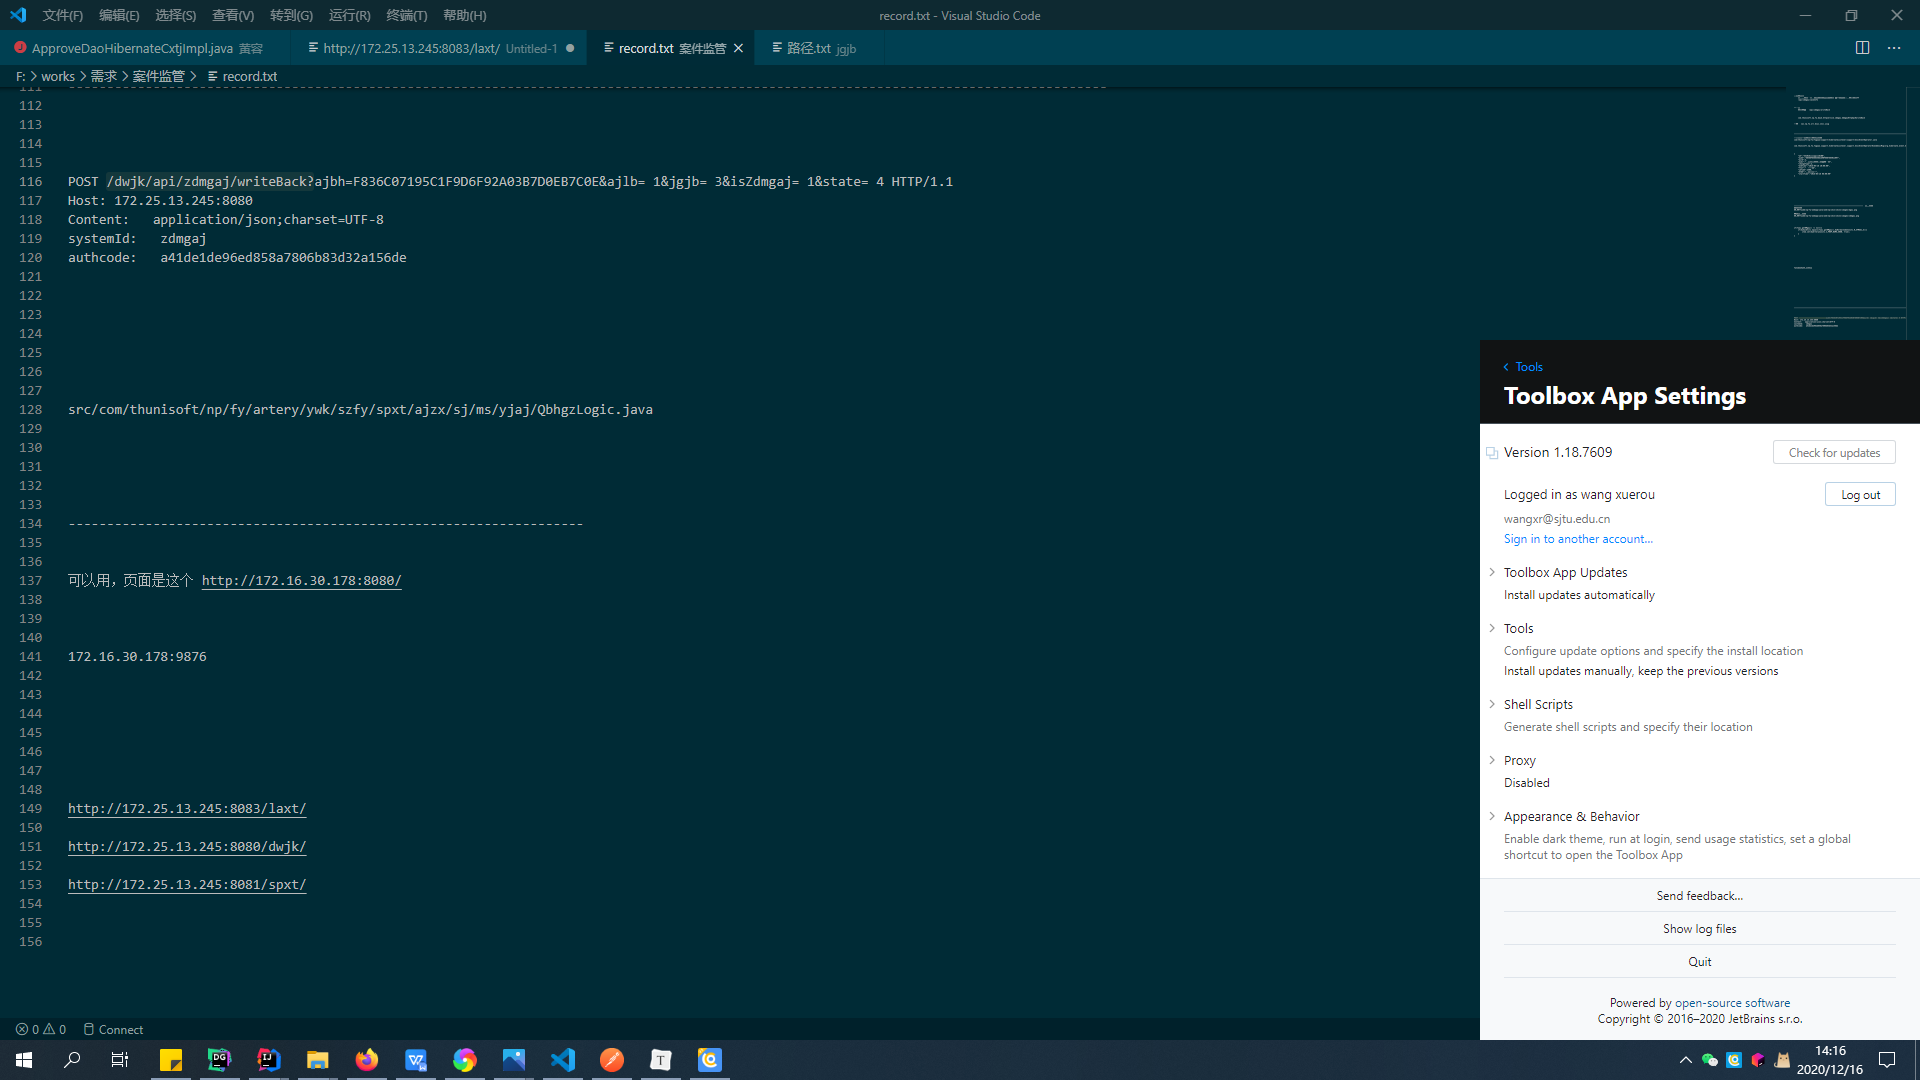 文件(F) 编辑(E) 选择(S) 查看(V) 转到(G) 运行(R) 终端(T) 帮助(H)
record.txt - Visual Studio Code
ApproveDaoHibernateCxtjImpl.java 黄容
http://172.25.13.245:8083/laxt/ Untitled-1
record.txt 案件监管
路径.txt jgjb
F: works 需求 案件监管 record.txt
111 ----------------------------------------------------------------------------------------------------------------------------------------
112
113
114
115
116 POST /dwjk/api/zdmgaj/writeBack?ajbh=F836C07195C1F9D6F92A03B7D0EB7C0E&ajlb= 1&jgjb= 3&isZdmgaj= 1&state= 4 HTTP/1.1
117 Host: 172.25.13.245:8080
118 Content:   application/json;charset=UTF-8
119 systemId:   zdmgaj
120 authcode:   a41de1de96ed858a7806b83d32a156de
121
122
123
124
125
126
127
128 src/com/thunisoft/np/fy/artery/ywk/szfy/spxt/ajzx/sj/ms/yjaj/QbhgzLogic.java
129
130
131
132
133
134 -------------------------------------------------------------------
135
136
137 可以用，页面是这个 http://172.16.30.178:8080/
138
139
140
141 172.16.30.178:9876
142
143
144
145
146
147
148
149 http://172.25.13.245:8083/laxt/
150
151 http://172.25.13.245:8080/dwjk/
152
153 http://172.25.13.245:8081/spxt/
154
155
156
Tools
Toolbox App Settings
Version 1.18.7609
Check for updates
Logged in as wang xuerou
Log out
wangxr@sjtu.edu.cn
Sign in to another account...
Toolbox App Updates
Install updates automatically
Tools
Configure update options and specify the install location
Install updates manually, keep the previous versions
Shell Scripts
Generate shell scripts and specify their location
Proxy
Disabled
Appearance & Behavior
Enable dark theme, run at login, send usage statistics, set a global
shortcut to open the Toolbox App
Send feedback...
Show log files
Quit
Powered by open-source software
Copyright © 2016–2020 JetBrains s.r.o.
0 0 Connect
DG
IJ
T
14:16
2020/12/16